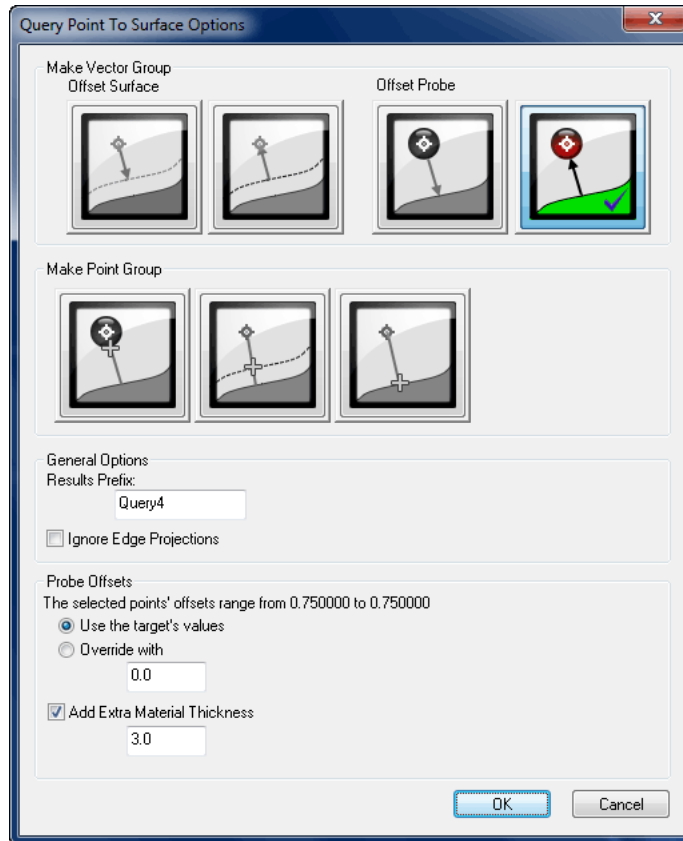 Query Point To Surface Options
Make Vector Group
Offset Surface
Offset Probe
Make Point Group
General Options
Results Prefix:
Query4
Ignore Edge Projections
Probe Offsets
The selected points' offsets range from 0.750000 to 0.750000
Use the target's values
Override with
0.0
Add Extra Material Thickness
3.0
OK
Cancel